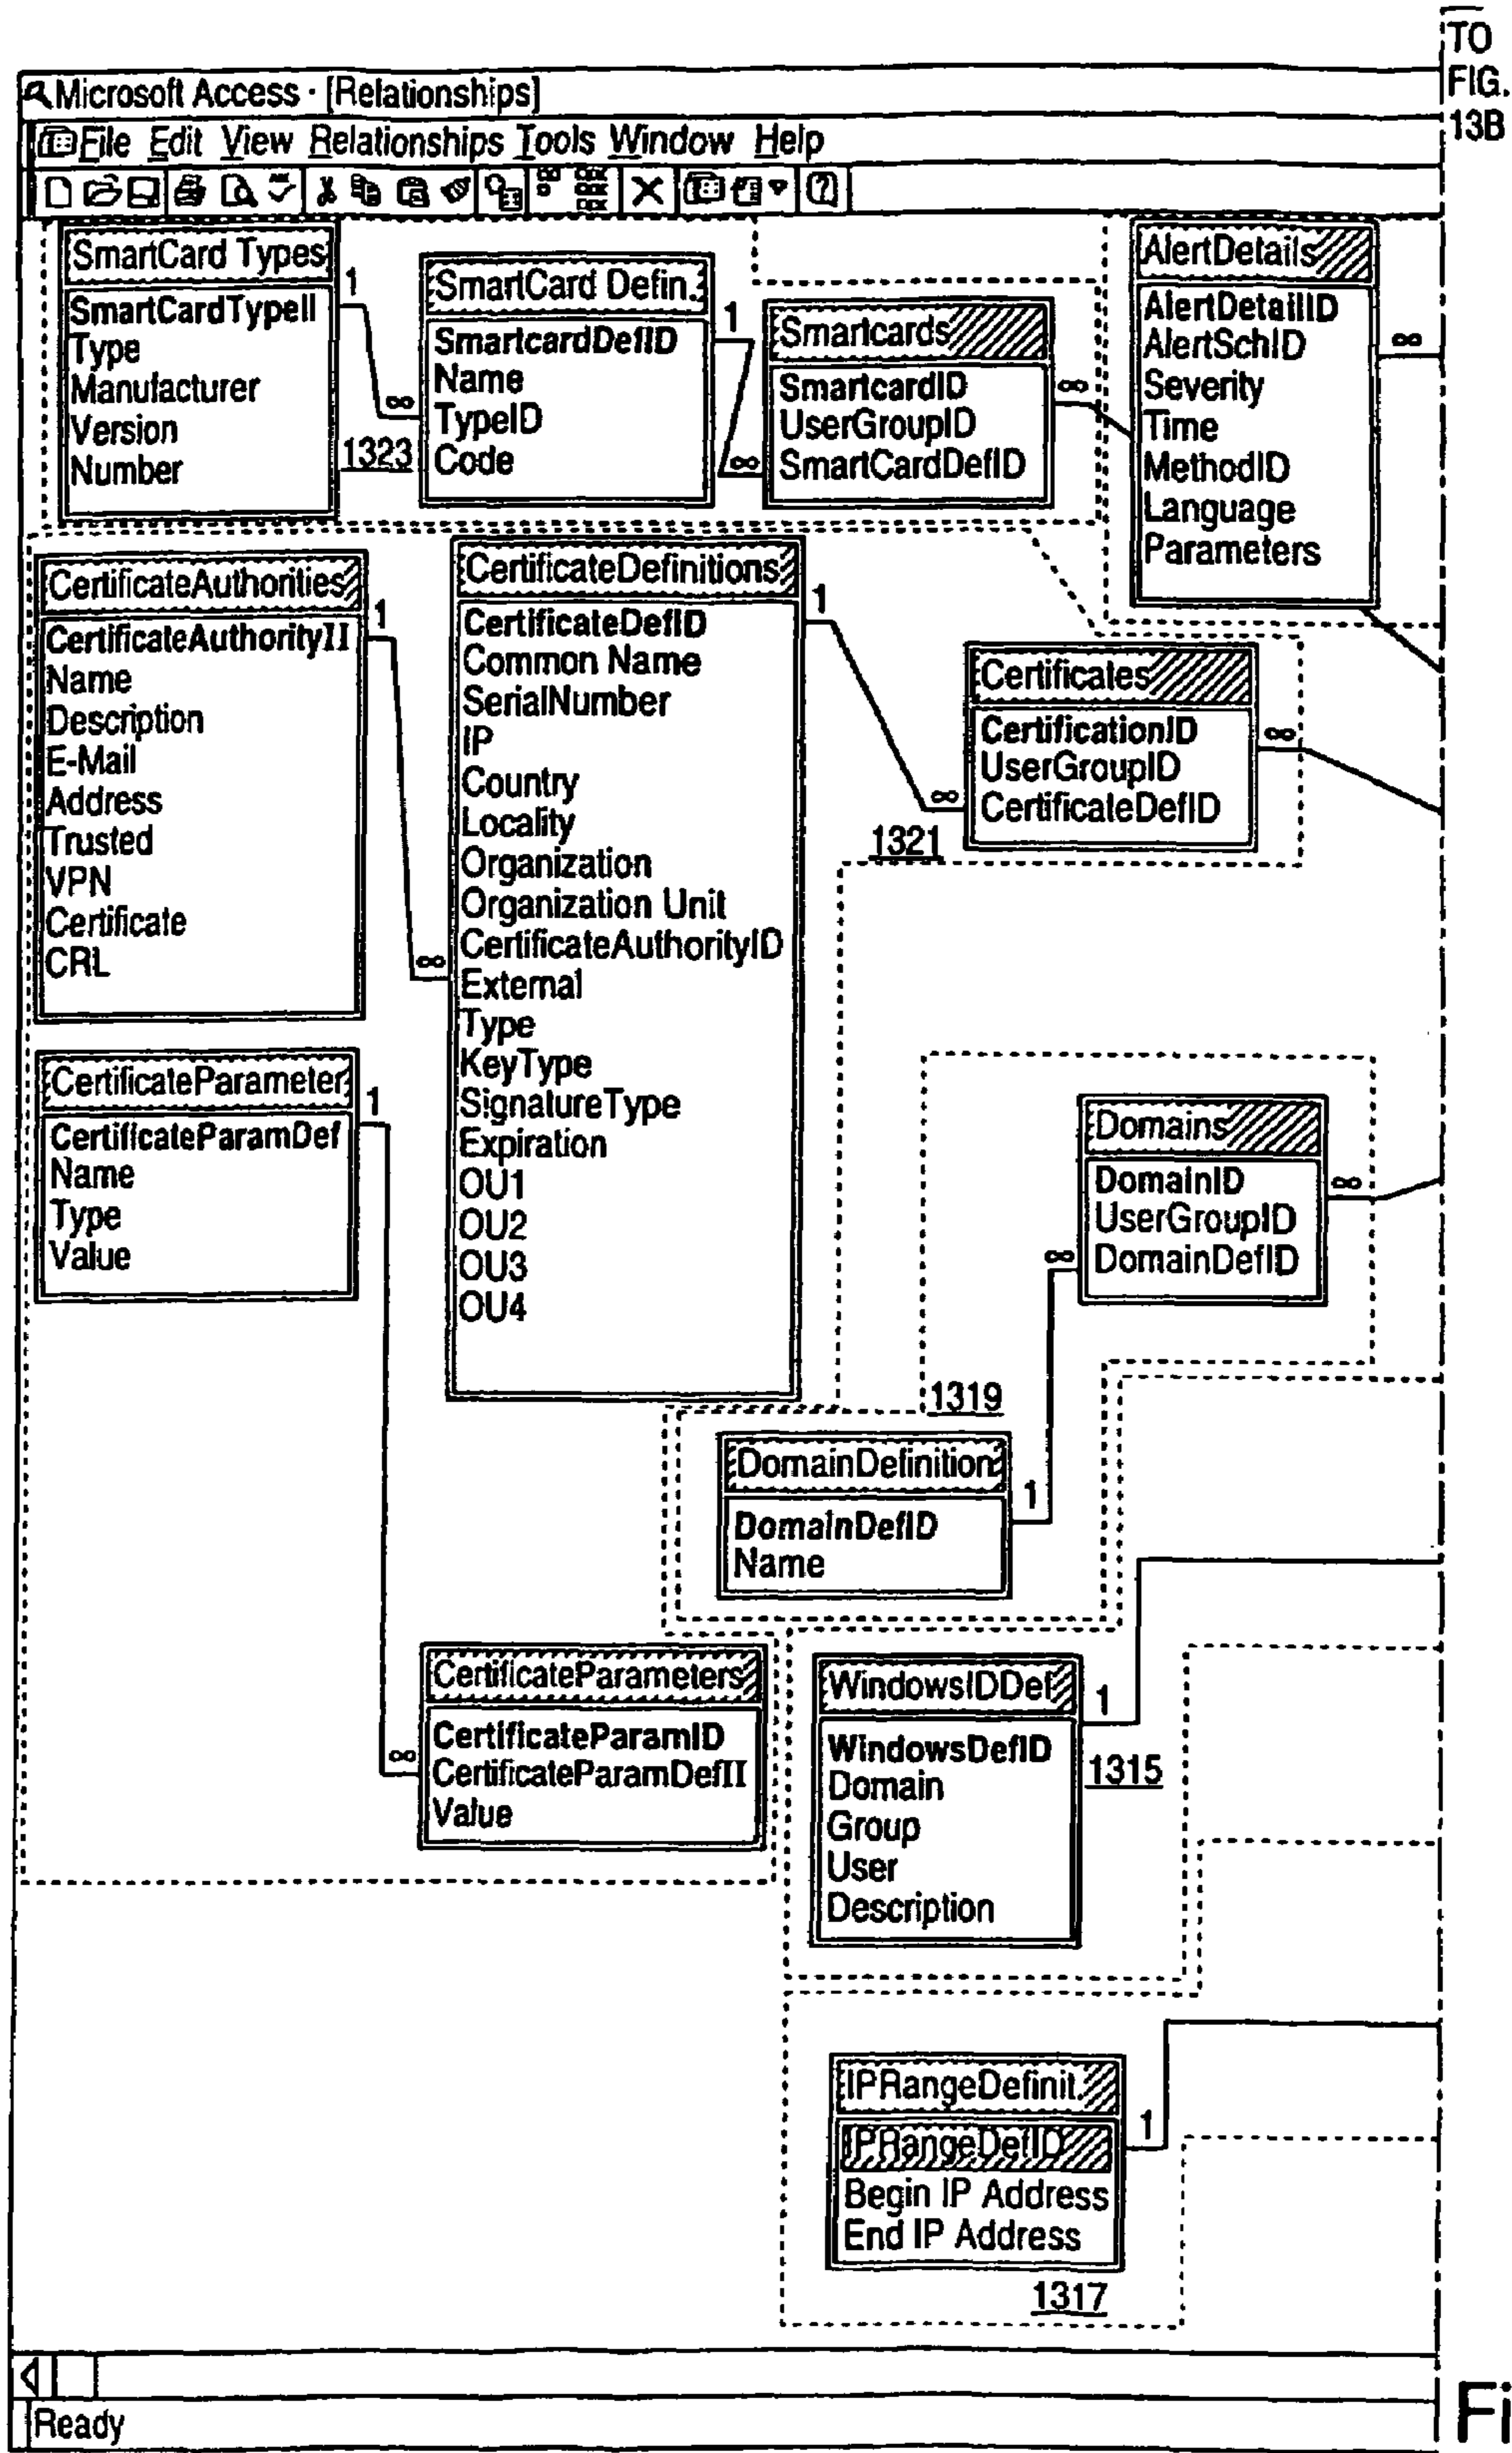 TO
FIG.
13B
Microsoft Access · [Relationships]
File Edit View Relationships Tools Window Help
SmartCard Types
SmartCardTypeII
Type
Manufacturer
Version
Number
1
∞
1323
SmartCard Defin.
SmartcardDefID
Name
TypeID
Code
1
∞
Smartcards
SmartcardID
UserGroupID
SmartCardDefID
∞
AlertDetails
AlertDetailID
AlertSchID
Severity
Time
MethodID
Language
Parameters
∞
CertificateAuthorities
CertificateAuthorityII
Name
Description
E-Mail
Address
Trusted
VPN
Certificate
CRL
1
∞
CertificateDefinitions
CertificateDefID
Common Name
SerialNumber
IP
Country
Locality
Organization
Organization Unit
CertificateAuthorityID
External
Type
KeyType
SignatureType
Expiration
OU1
OU2
OU3
OU4
1
∞
1321
Certificates
CertificationID
UserGroupID
CertificateDefID
∞
CertificateParameter
CertificateParamDef
Name
Type
Value
1
∞
Domains
DomainID
UserGroupID
DomainDefID
∞
∞
1319
DomainDefinition
DomainDefID
Name
1
CertificateParameters
CertificateParamID
CertificateParamDefII
Value
WindowsIDDef
WindowsDefID
Domain
Group
User
Description
1
1315
IPRangeDefinit.
IPRangeDefID
Begin IP Address
End IP Address
1
1317
Ready
Fi